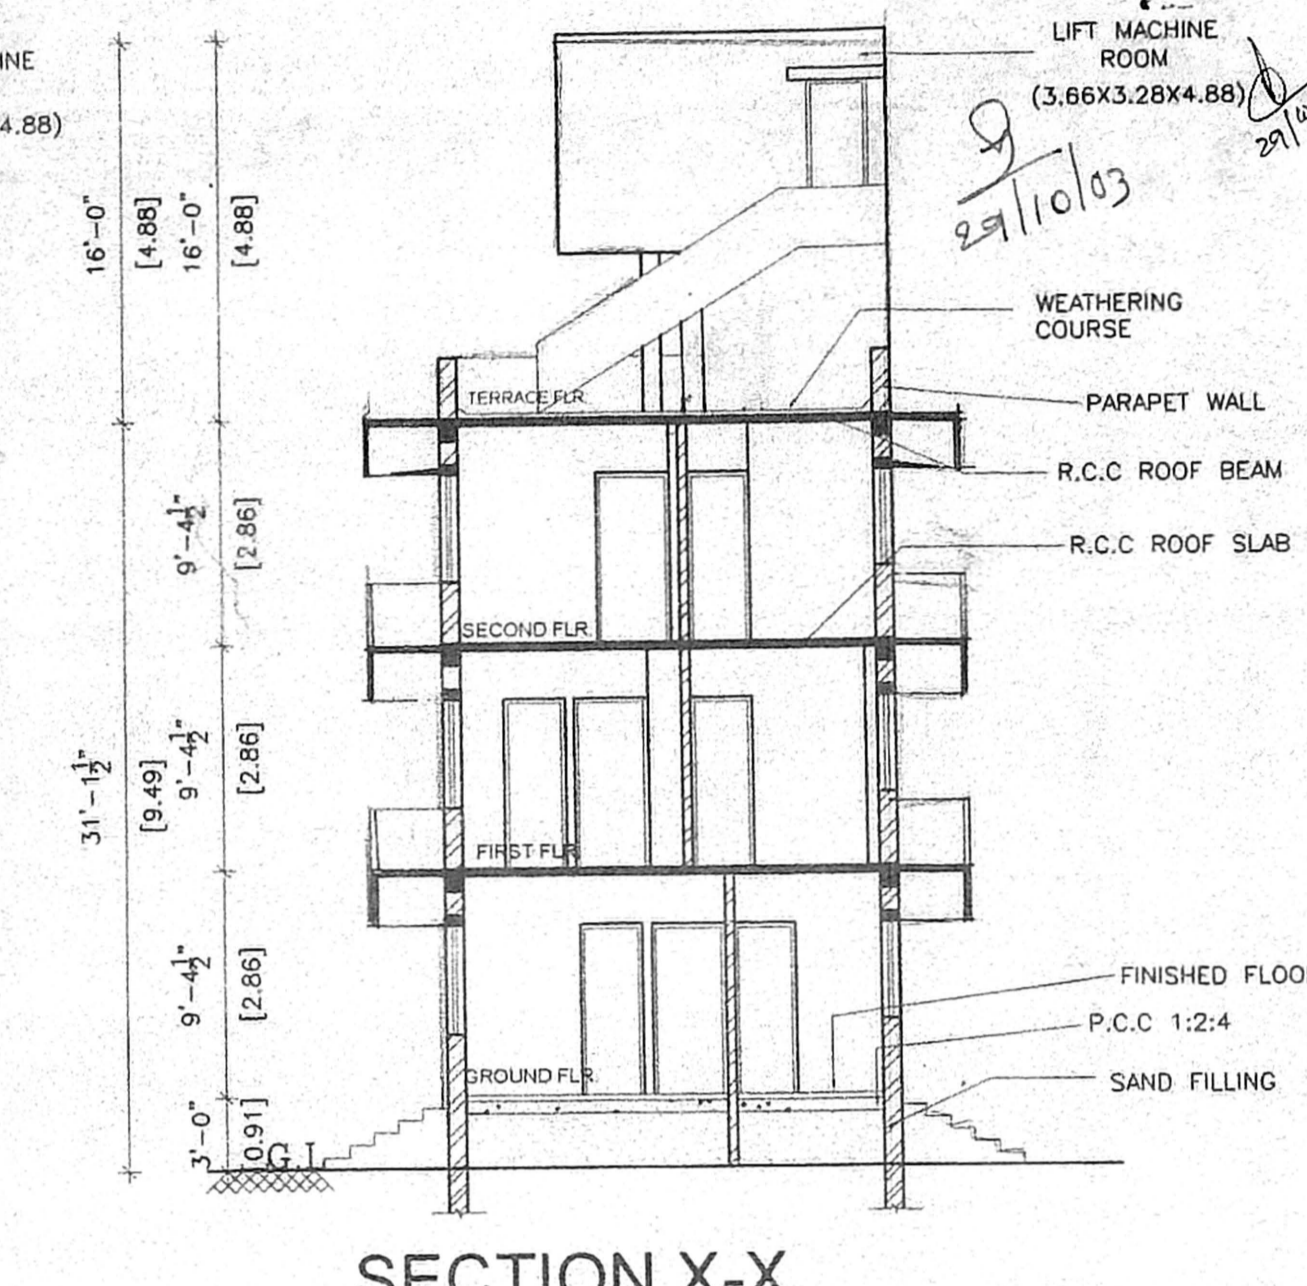 INE
4.88)
LIFT MACHINE
ROOM
(3.66X3.28X4.88)
29/10/03
16'-0"
[4.88]
16'-0"
[4.88]
WEATHERING
COURSE
TERRACE FLR.
PARAPET WALL
R.C.C ROOF BEAM
9'-4½"
[2.86]
R.C.C ROOF SLAB
SECOND FLR.
31'-1½"
[9.49]
9'-4½"
[2.86]
FIRST FLR
9'-4½"
[2.86]
FINISHED FLOO
P.C.C 1:2:4
GROUND FLR.
SAND FILLING
3'-0"
[0.91]
SECTION X-X